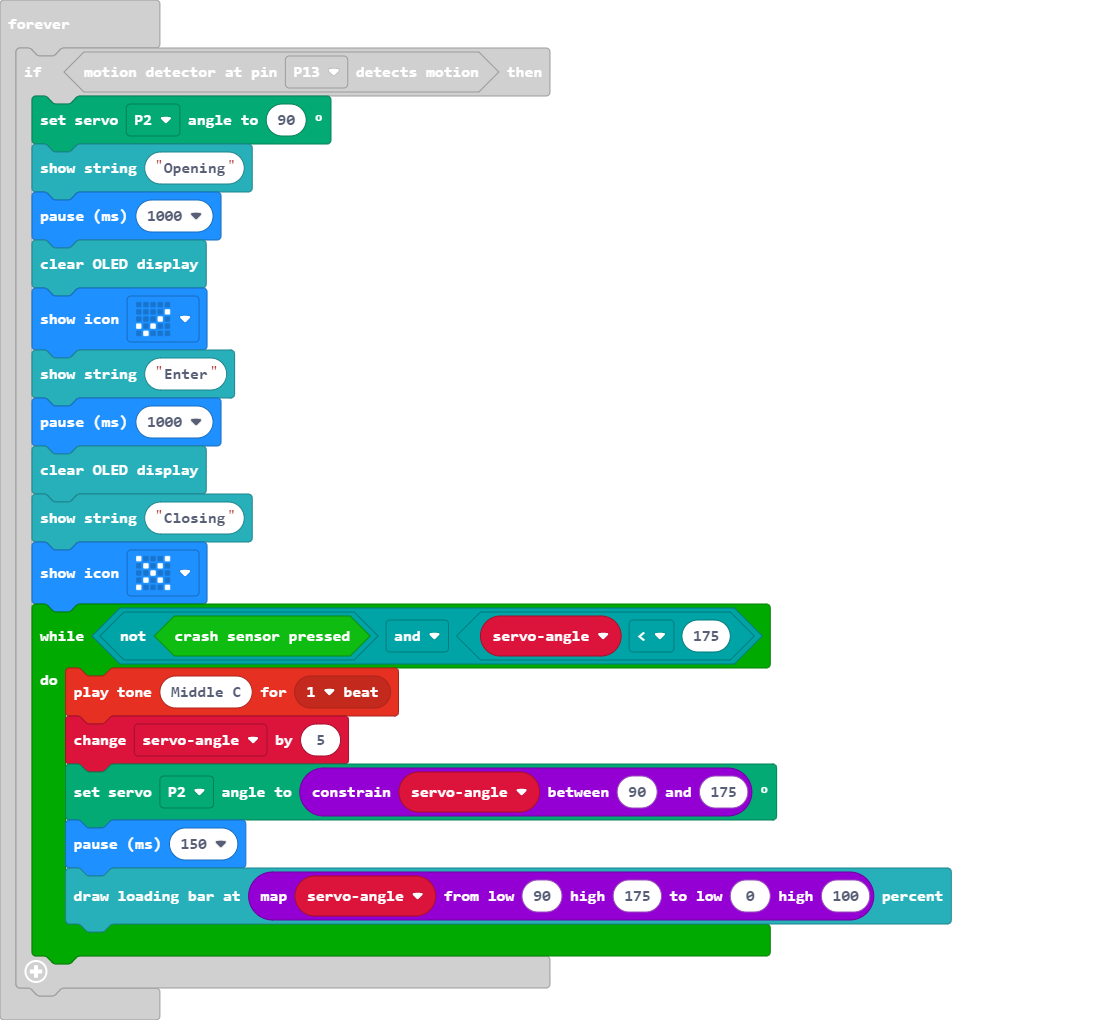 forever
if motion detector at pin P13 detects motion then
set servo P2 angle to 90 °
show string "Opening"
pause (ms) 1000
clear OLED display
show icon
show string "Enter"
pause (ms) 1000
clear OLED display
show string "Closing"
show icon
while not crash sensor pressed and servo-angle < 175
do
play tone Middle C for 1 beat
change servo-angle by 5
set servo P2 angle to constrain servo-angle between 90 and 175 °
pause (ms) 150
draw loading bar at map servo-angle from low 90 high 175 to low 0 high 100 percent